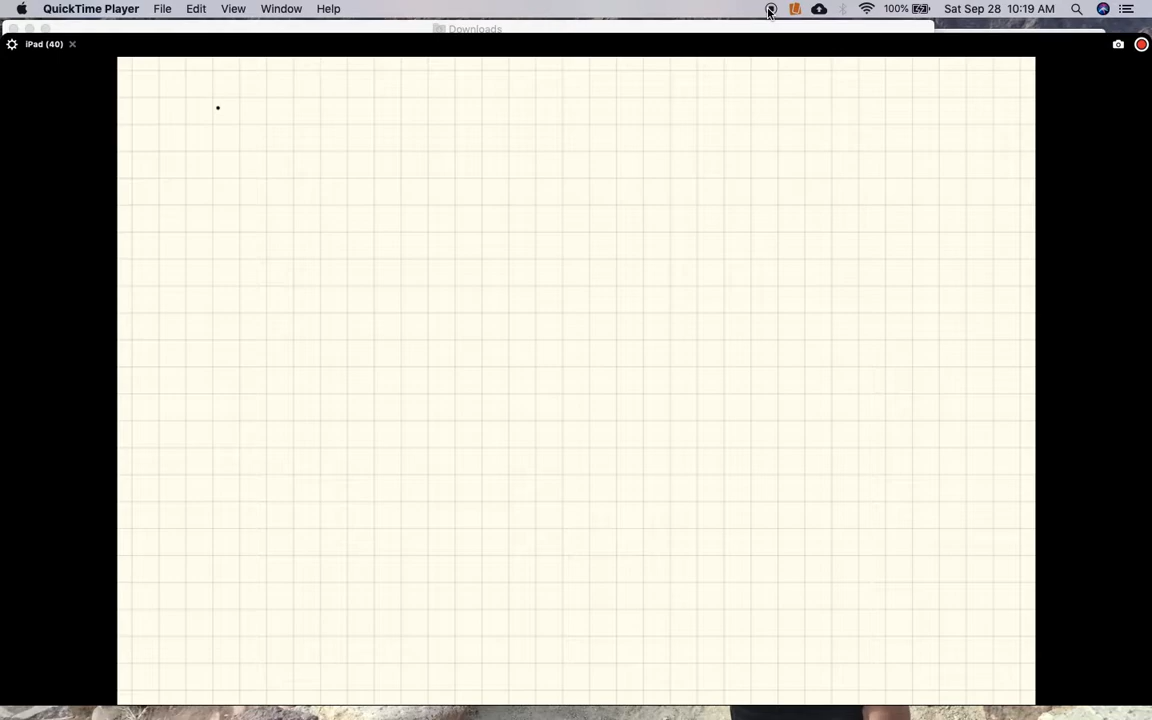 QuickTime Player File Edit View Window Help 100% Sat Sep 28 10:19 AM
Downloads
iPad (40)